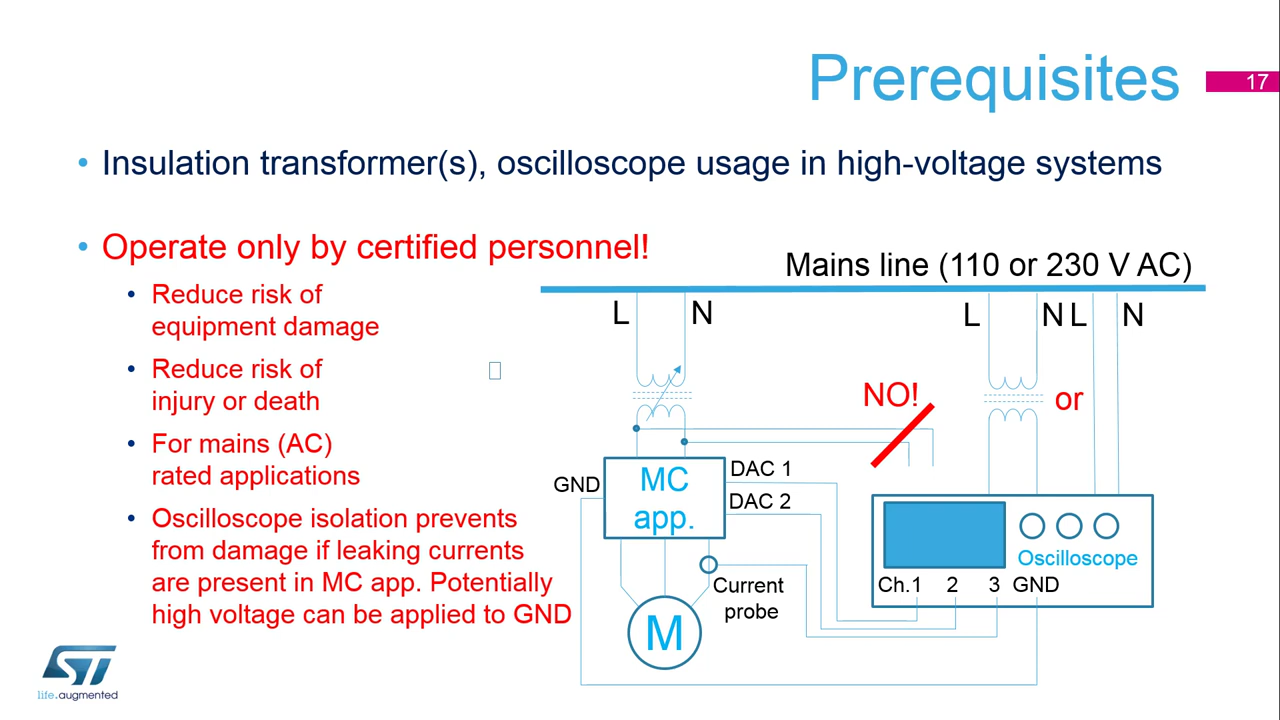 Prerequisites
17
• Insulation transformer(s), oscilloscope usage in high-voltage systems
• Operate only by certified personnel!
• Reduce risk of
equipment damage
• Reduce risk of
injury or death
• For mains (AC)
rated applications
• Oscilloscope isolation prevents
from damage if leaking currents
are present in MC app. Potentially
high voltage can be applied to GND
Mains line (110 or 230 V AC)
L N L N L N
NO! or
GND MC app. DAC 1
DAC 2
Oscilloscope
Ch.1 2 3 GND
Current
probe
M
ST
life.augmented